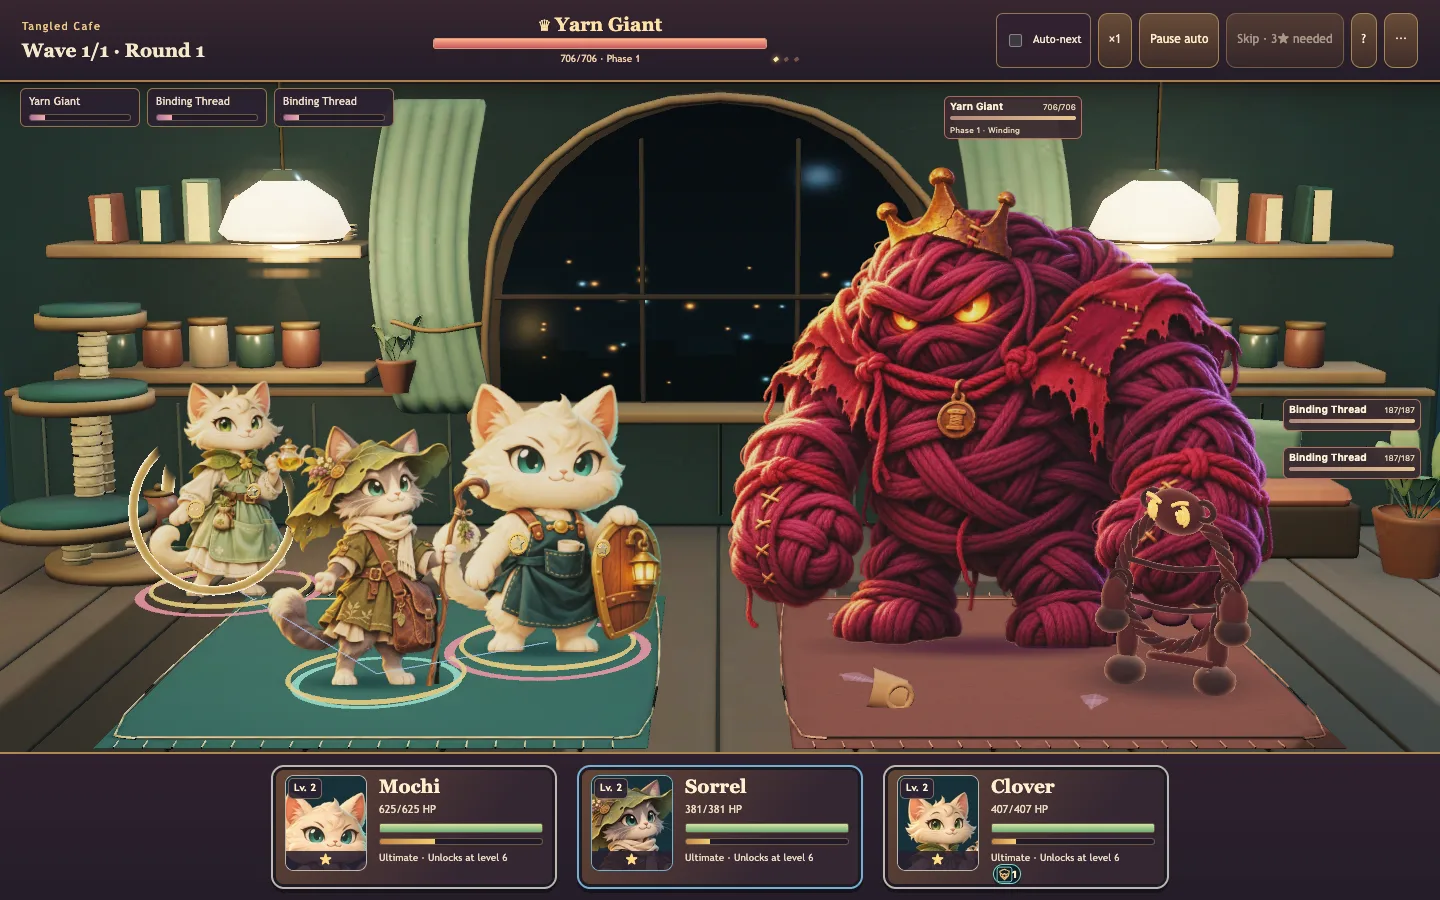 Tangled Cafe
Wave 1/1 · Round 1
Yarn Giant
706/706 · Phase 1
Auto-next
×1
Pause auto
Skip · 3★ needed
?
...
Yarn Giant
Binding Thread
Binding Thread
Yarn Giant 706/706
Phase 1 · Winding
Binding Thread 187/187
Binding Thread 187/187
Lv. 2
Mochi
625/625 HP
Ultimate · Unlocks at level 6
Lv. 2
Sorrel
381/381 HP
Ultimate · Unlocks at level 6
Lv. 2
Clover
407/407 HP
Ultimate · Unlocks at level 6
1